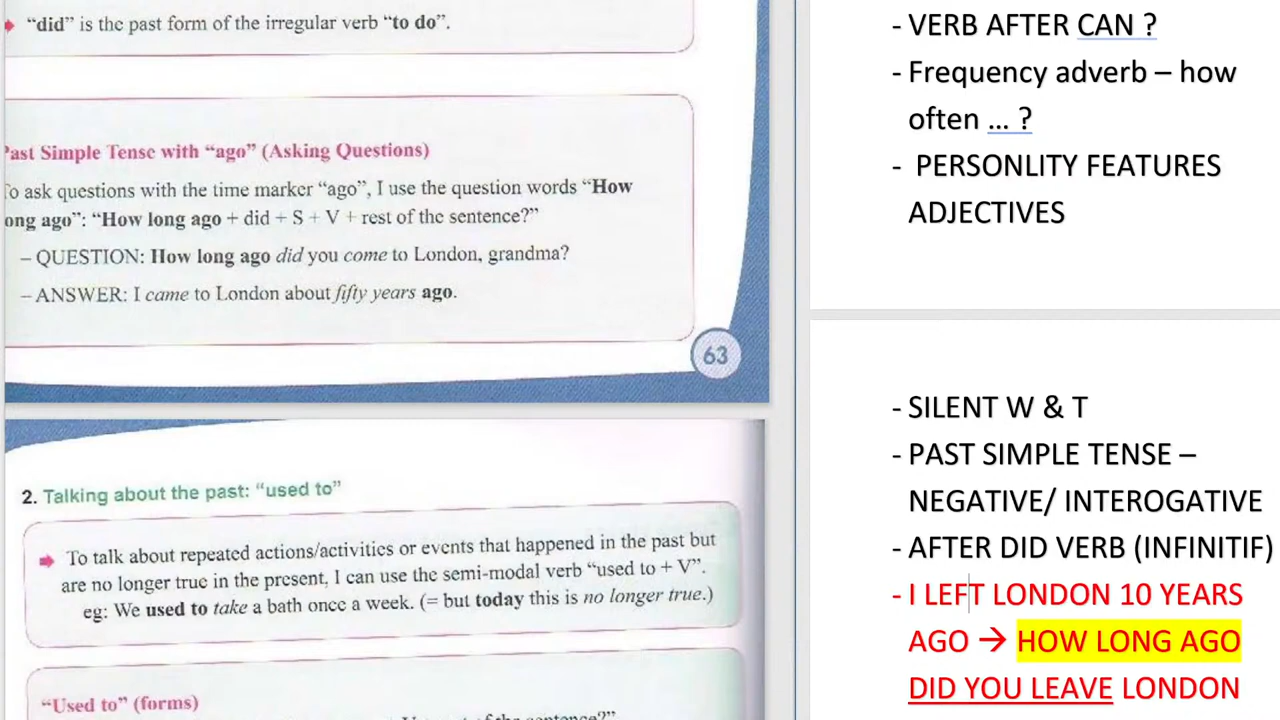 “did” is the past form of the irregular verb “to do”.
Past Simple Tense with “ago” (Asking Questions)
To ask questions with the time marker “ago”, I use the question words “How
ong ago”: “How long ago + did + S + V + rest of the sentence?”
– QUESTION: How long ago did you come to London, grandma?
– ANSWER: I came to London about fifty years ago.
63
2. Talking about the past: “used to”
To talk about repeated actions/activities or events that happened in the past but
are no longer true in the present, I can use the semi-modal verb “used to + V”.
eg: We used to take a bath once a week. (= but today this is no longer true.)
“Used to” (forms)
of the sentence?”
- VERB AFTER CAN ?
- Frequency adverb – how
often ... ?
- PERSONLITY FEATURES
ADJECTIVES
- SILENT W & T
- PAST SIMPLE TENSE –
NEGATIVE/ INTEROGATIVE
- AFTER DID VERB (INFINITIF)
- I LEFT LONDON 10 YEARS
AGO → HOW LONG AGO
DID YOU LEAVE LONDON